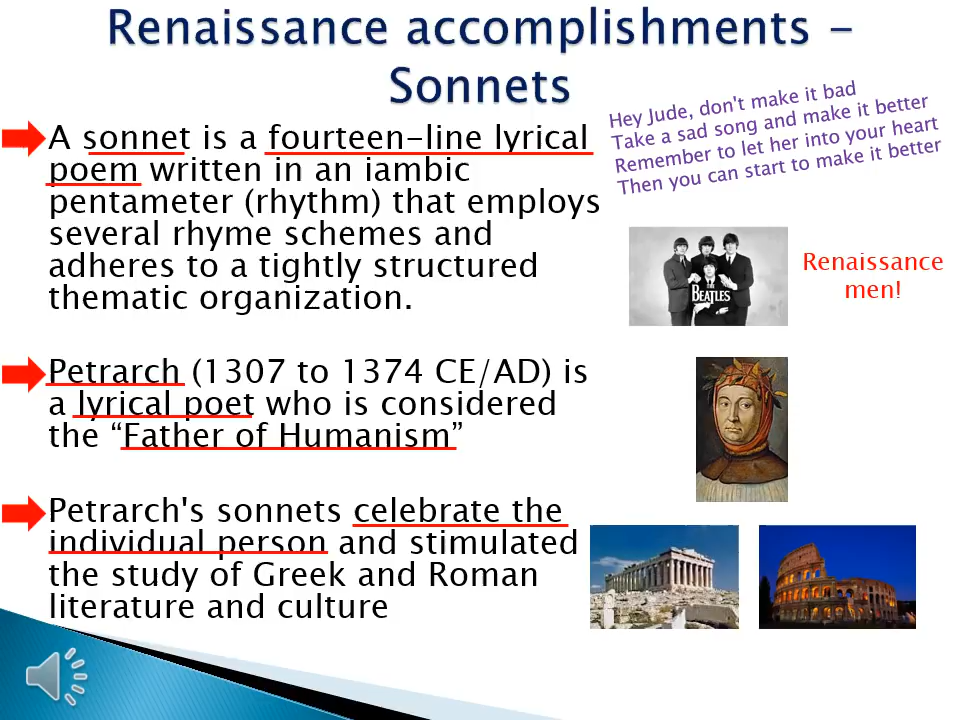 Renaissance accomplishments –
Sonnets
A sonnet is a fourteen-line lyrical
poem written in an iambic
pentameter (rhythm) that employs
several rhyme schemes and
adheres to a tightly structured
thematic organization.
Hey Jude, don't make it bad
Take a sad song and make it better
Remember to let her into your heart
Then you can start to make it better
THE
BEATLES
Renaissance
men!
Petrarch (1307 to 1374 CE/AD) is
a lyrical poet who is considered
the “Father of Humanism”
Petrarch's sonnets celebrate the
individual person and stimulated
the study of Greek and Roman
literature and culture